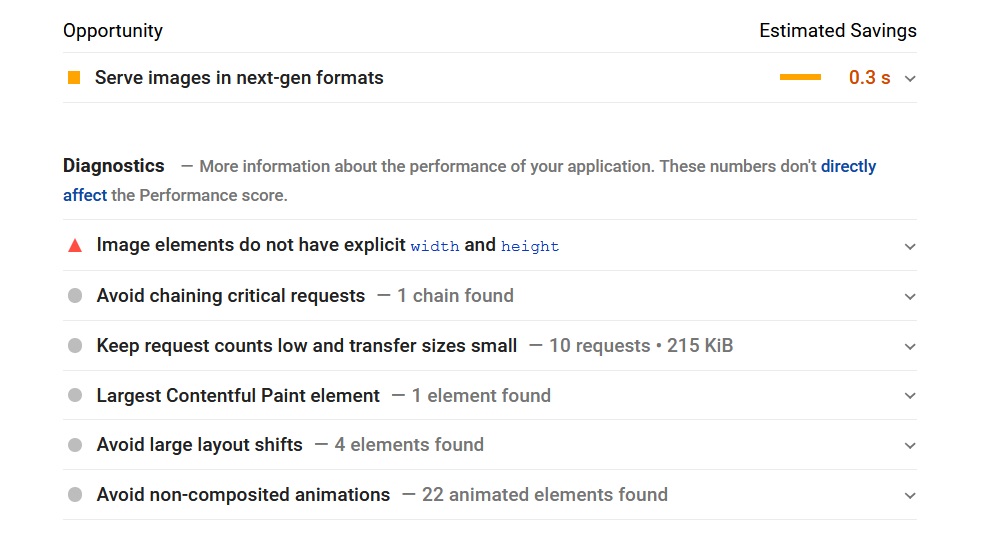 Opportunity Estimated Savings
Serve images in next-gen formats 0.3 s
Diagnostics — More information about the performance of your application. These numbers don't directly
affect the Performance score.
Image elements do not have explicit width and height
Avoid chaining critical requests — 1 chain found
Keep request counts low and transfer sizes small — 10 requests • 215 KiB
Largest Contentful Paint element — 1 element found
Avoid large layout shifts — 4 elements found
Avoid non-composited animations — 22 animated elements found